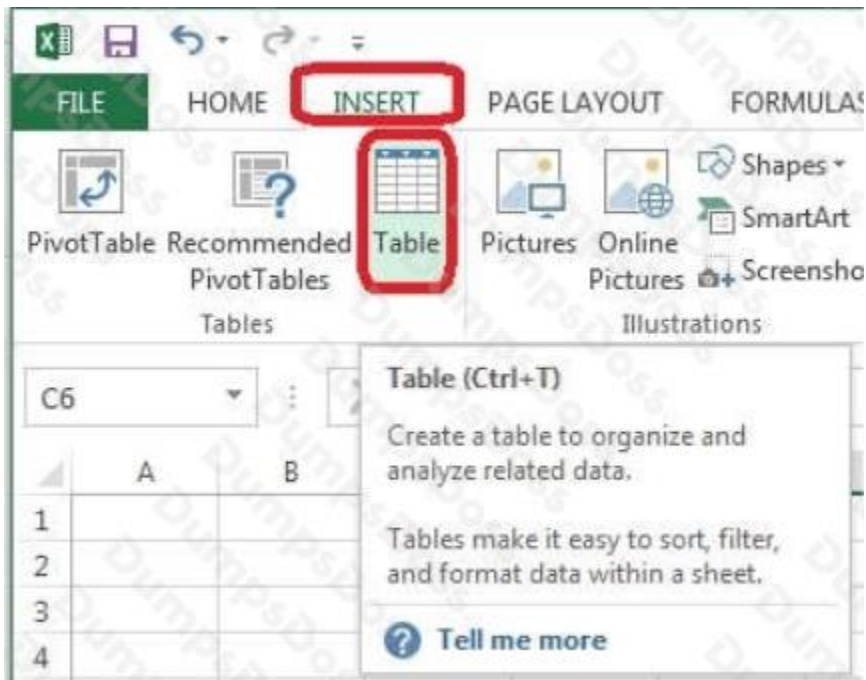 FILE HOME INSERT PAGE LAYOUT FORMULAS
PivotTable Recommended PivotTables Table Pictures Online Pictures Shapes SmartArt Screensho
Tables Illustrations
C6
Table (Ctrl+T)
Create a table to organize and
analyze related data.
Tables make it easy to sort, filter,
and format data within a sheet.
Tell me more
A B
1
2
3
4
DumpsDoss